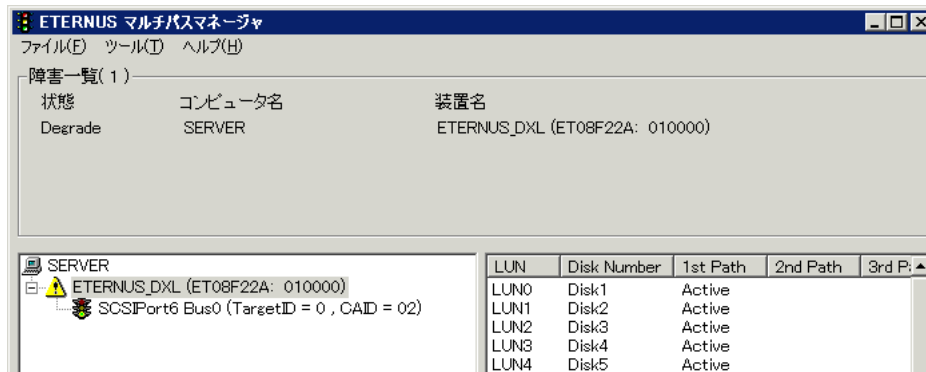 ETERNUS マルチパスマネージャ
ファイル(F) ツール(T) ヘルプ(H)
障害一覧( 1 )
状態 コンピュータ名 装置名
Degrade SERVER ETERNUS_DXL (ET08F22A: 010000)
SERVER
ETERNUS_DXL (ET08F22A: 010000)
SCSIPort6 Bus0 (TargetID = 0 , CAID = 02)
LUN Disk Number 1st Path 2nd Path 3rd
LUN0 Disk1 Active
LUN1 Disk2 Active
LUN2 Disk3 Active
LUN3 Disk4 Active
LUN4 Disk5 Active